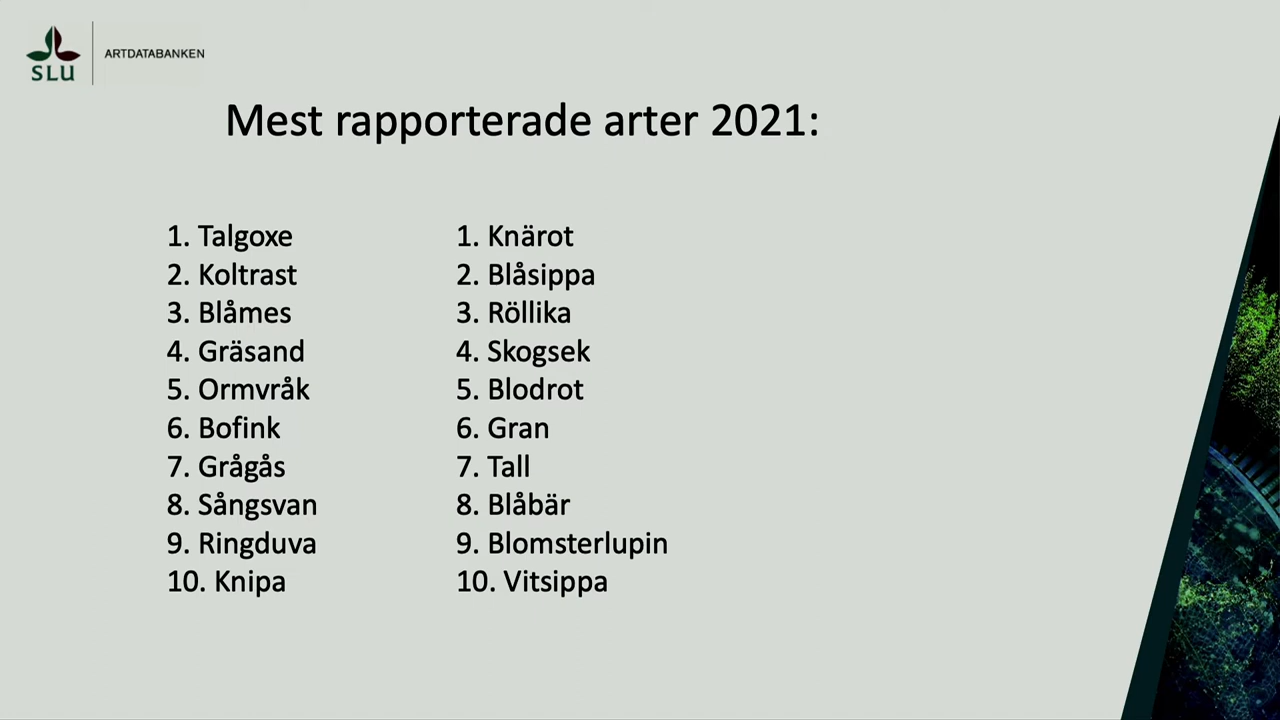 SLU
ARTDATABANKEN
Mest rapporterade arter 2021:
1. Talgoxe
2. Koltrast
3. Blåmes
4. Gräsand
5. Ormvråk
6. Bofink
7. Grågås
8. Sångsvan
9. Ringduva
10. Knipa
1. Knärot
2. Blåsippa
3. Röllika
4. Skogsek
5. Blodrot
6. Gran
7. Tall
8. Blåbär
9. Blomsterlupin
10. Vitsippa